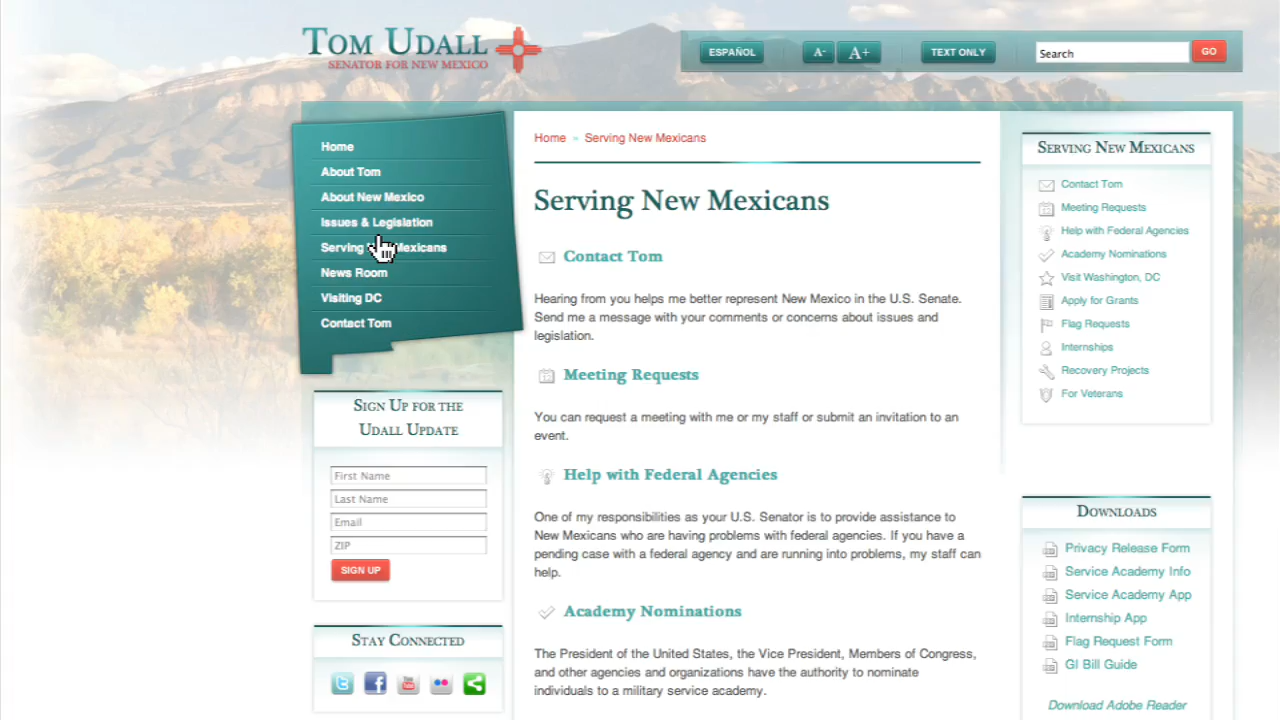 TOM UDALL
SENATOR FOR NEW MEXICO
ESPAÑOL
A-
A+
TEXT ONLY
Search
GO
Home
About Tom
About New Mexico
Issues & Legislation
Serving Mexicans
News Room
Visiting DC
Contact Tom
SIGN UP FOR THE
UDALL UPDATE
First Name
Last Name
Email
ZIP
SIGN UP
STAY CONNECTED
Home » Serving New Mexicans
Serving New Mexicans
Contact Tom
Hearing from you helps me better represent New Mexico in the U.S. Senate.
Send me a message with your comments or concerns about issues and
legislation.
Meeting Requests
You can request a meeting with me or my staff or submit an invitation to an
event.
Help with Federal Agencies
One of my responsibilities as your U.S. Senator is to provide assistance to
New Mexicans who are having problems with federal agencies. If you have a
pending case with a federal agency and are running into problems, my staff can
help.
Academy Nominations
The President of the United States, the Vice President, Members of Congress,
and other agencies and organizations have the authority to nominate
individuals to a military service academy.
SERVING NEW MEXICANS
Contact Tom
Meeting Requests
Help with Federal Agencies
Academy Nominations
Visit Washington, DC
Apply for Grants
Flag Requests
Internships
Recovery Projects
For Veterans
DOWNLOADS
Privacy Release Form
Service Academy Info
Service Academy App
Internship App
Flag Request Form
GI Bill Guide
Download Adobe Reader